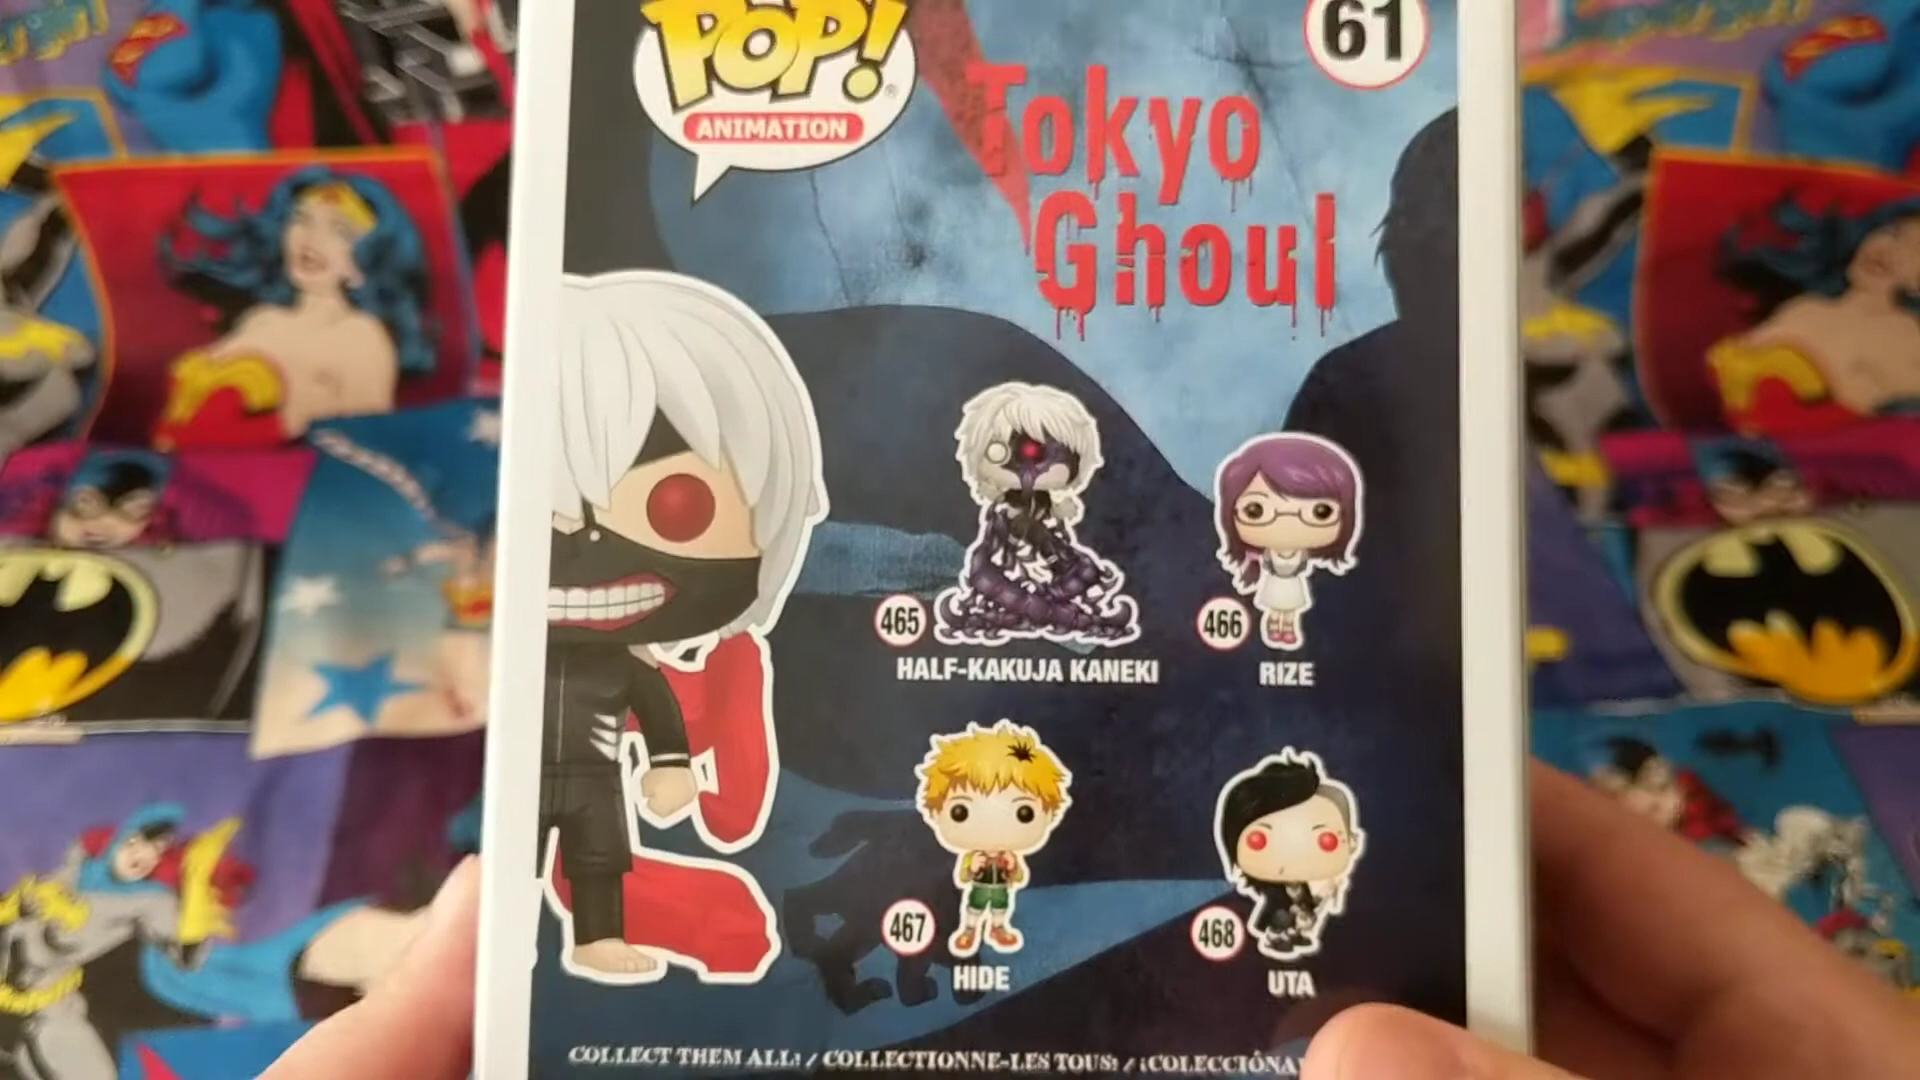 POP!
ANIMATION
61
Tokyo
Ghoul
465
HALF-KAKUJA KANEKI
466
RIZE
467
HIDE
468
UTA
COLLECT THEM ALL! / COLLECTIONNE-LES TOUS! / ¡COLECCIÓNA